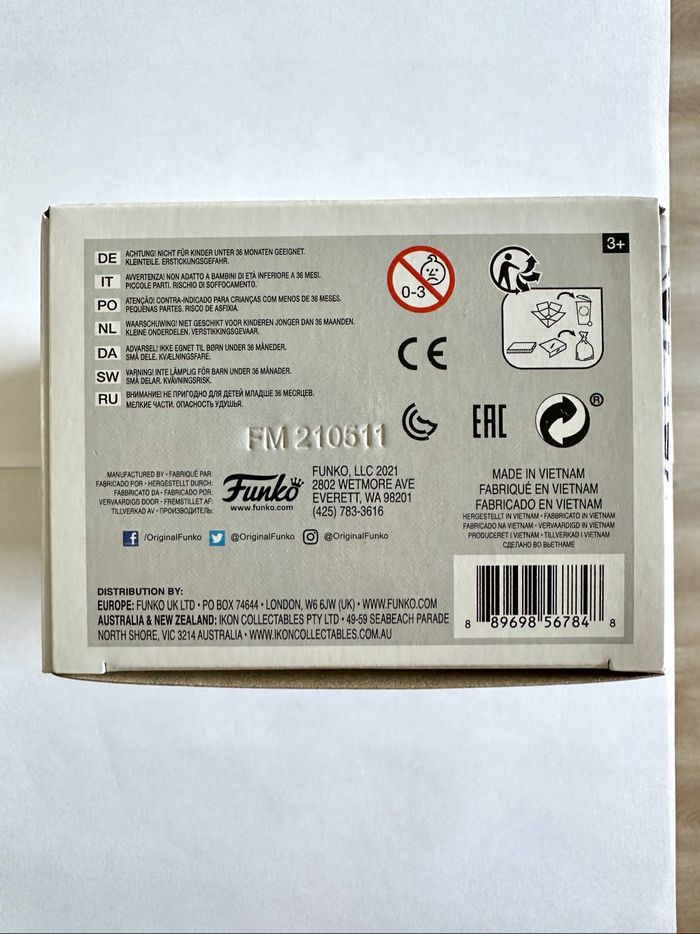 3+
DE ACHTUNG! NICHT FÜR KINDER UNTER 36 MONATEN GEEIGNET.
KLEINTEILE. ERSTICKUNGSGEFAHR.
IT AVVERTENZA! NON ADATTO A BAMBINI DI ETÀ INFERIORE A 36 MESI.
PICCOLE PARTI. RISCHIO DI SOFFOCAMENTO.
PO ATENÇÃO! CONTRA-INDICADO PARA CRIANÇAS COM MENOS DE 36 MESES.
PEQUENAS PARTES. RISCO DE ASFIXIA.
NL WAARSCHUWING! NIET GESCHIKT VOOR KINDEREN JONGER DAN 36 MAANDEN.
KLEINE ONDERDELEN. VERSTIKKINGSGEVAAR.
DA ADVARSEL! IKKE EGNET TIL BØRN UNDER 36 MÅNEDER.
SMÅ DELE. KVÆLNINGSFARE.
SW VARNING! INTE LÄMPLIG FÖR BARN UNDER 36 MÅNADER.
SMÅ DELAR. KVÄVNINGSRISK.
RU ВНИМАНИЕ! НЕ ПРИГОДНО ДЛЯ ДЕТЕЙ МЛАДШЕ 36 МЕСЯЦЕВ.
МЕЛКИЕ ЧАСТИ. ОПАСНОСТЬ УДУШЬЯ.
0-3
CE
FM 210511
EAC
®
MANUFACTURED BY • FABRIQUÉ PAR:
FABRICADO POR • HERGESTELLT DURCH:
FABBRICATO DA • FABRICADO POR:
VERVAARDIGD DOOR • FREMSTILLET AF:
TILLVERKAD AV • ПРОИЗВОДИТЕЛЬ:
Funko
www.funko.com
FUNKO, LLC 2021
2802 WETMORE AVE
EVERETT, WA 98201
(425) 783-3616
MADE IN VIETNAM
FABRIQUÉ EN VIETNAM
FABRICADO EN VIETNAM
HERGESTELLT IN VIETNAM • FABBRICATO IN VIETNAM
FABRICADO NA VIETNAM • VERVAARDIGD IN VIETNAM
PRODUCERET I VIETNAM • TILLVERKAD I VIETNAM
СДЕЛАНО ВО ВЬЕТНАМЕ
f /OriginalFunko @OriginalFunko @OriginalFunko
DISTRIBUTION BY:
EUROPE: FUNKO UK LTD • PO BOX 74644 • LONDON, W6 6JW (UK) • WWW.FUNKO.COM
AUSTRALIA & NEW ZEALAND: IKON COLLECTABLES PTY LTD • 49-59 SEABEACH PARADE
NORTH SHORE, VIC 3214 AUSTRALIA • WWW.IKONCOLLECTABLES.COM.AU
8 89698 56784 8